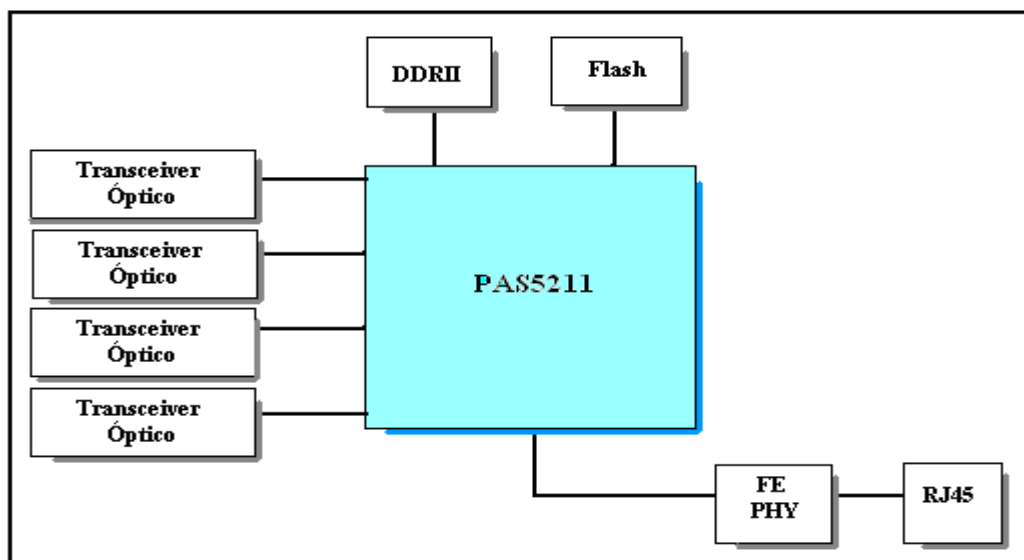 DDRII
Flash
Transceiver
Óptico
Transceiver
Óptico
Transceiver
Óptico
Transceiver
Óptico
PAS5211
FE
PHY
RJ45